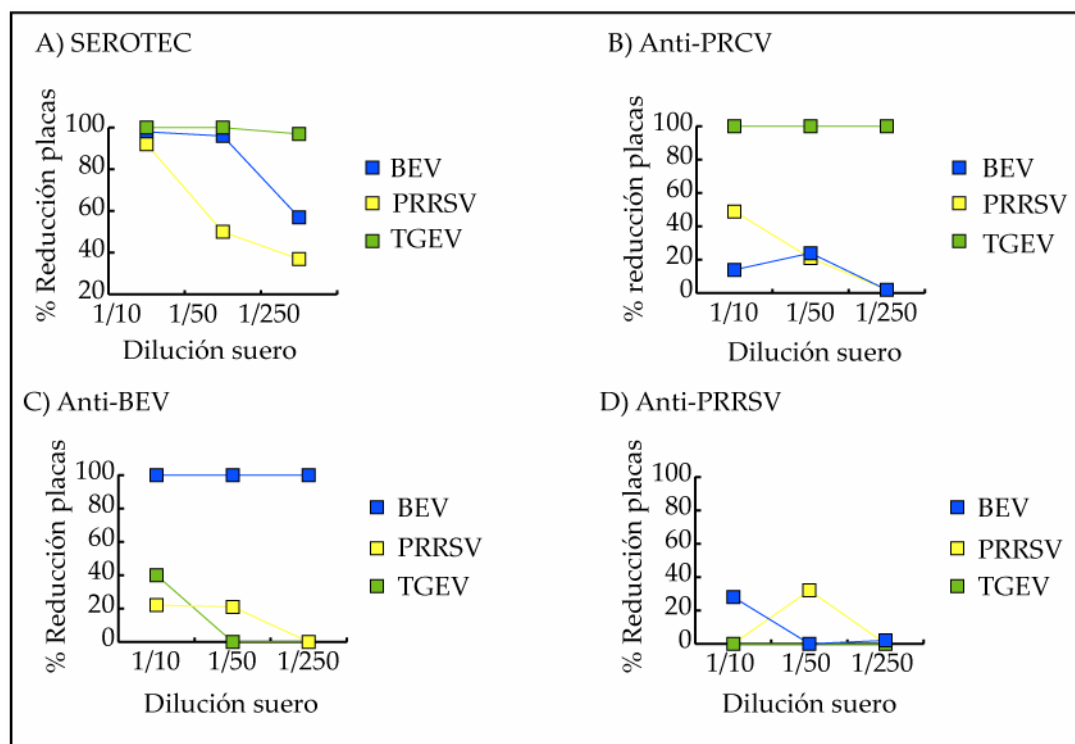 A) SEROTEC
% Reducción placas
100
80
60
40
20
1/10 1/50 1/250
Dilución suero
BEV
PRRSV
TGEV
B) Anti-PRCV
% reducción placas
100
80
60
40
20
0
1/10 1/50 1/250
Dilución suero
BEV
PRRSV
TGEV
C) Anti-BEV
% Reducción placas
100
80
60
40
20
0
1/10 1/50 1/250
Dilución suero
BEV
PRRSV
TGEV
D) Anti-PRRSV
% Reducción placas
100
80
60
40
20
0
1/10 1/50 1/250
Dilución suero
BEV
PRRSV
TGEV